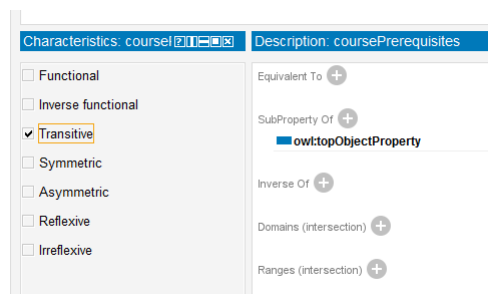 Characteristics: coursel
Functional
Inverse functional
Transitive
Symmetric
Asymmetric
Reflexive
Irreflexive
Description: coursePrerequisites
Equivalent To
SubProperty Of
owl:topObjectProperty
Inverse Of
Domains (intersection)
Ranges (intersection)